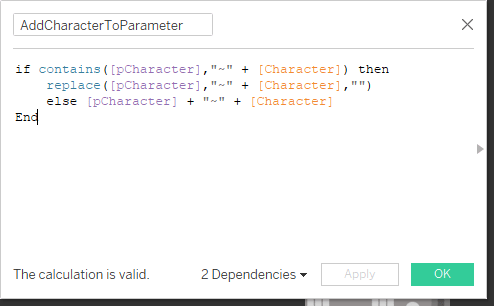 AddCharacterToParameter
if contains([pCharacter],"~" + [Character]) then
replace([pCharacter],"~" + [Character],"")
else [pCharacter] + "~" + [Character]
End
The calculation is valid. 2 Dependencies Apply OK